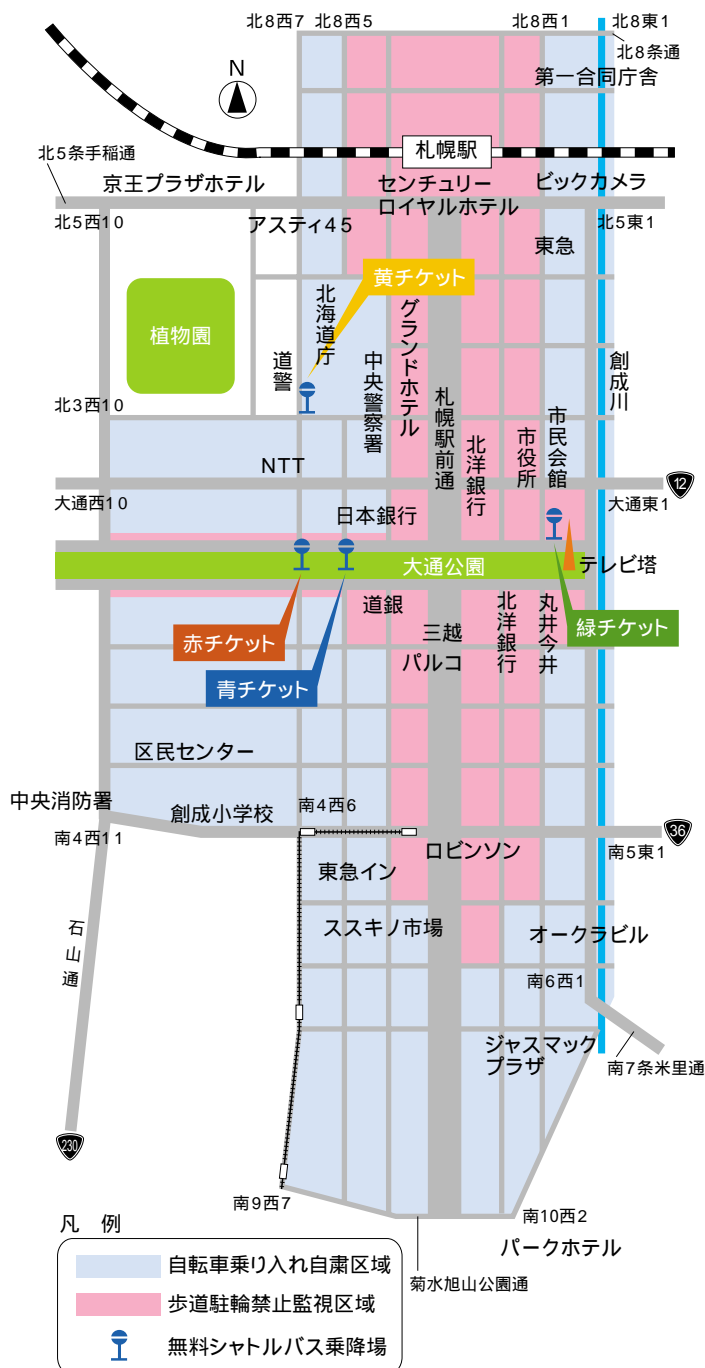 北8西7
北8西5
北8西1
北8東1
北8条通
第一合同庁舎
N
札幌駅
北5条手稲通
京王プラザホテル
センチュリー
ロイヤルホテル
ビックカメラ
北5西10
アスティ45
北5東1
東急
黄チケット
植物園
北海道庁
道警
グランドホテル
中央警察署
札幌駅前通
北洋銀行
市役所
市民会館
創成川
北3西10
NTT
12
大通西10
大通東1
日本銀行
大通公園
テレビ塔
赤チケット
青チケット
緑チケット
道銀
三越
パルコ
北洋銀行
丸井今井
区民センター
中央消防署
創成小学校
南4西6
南4西11
ロビンソン
36
南5東1
東急イン
ススキノ市場
オークラビル
石山通
南6西1
ジャスマック
プラザ
南7条米里通
230
南9西7
南10西2
パークホテル
菊水旭山公園通
凡 例
自転車乗り入れ自粛区域
歩道駐輪禁止監視区域
無料シャトルバス乗降場